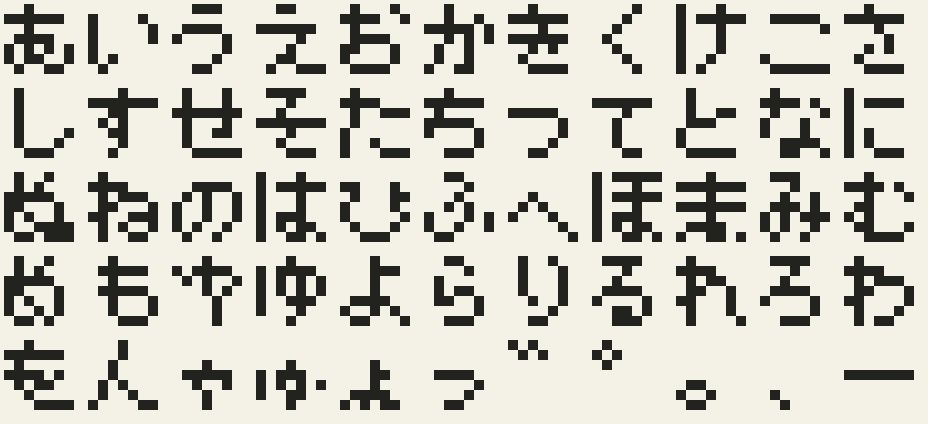 あいうえおかきくけこさ
しすせそたちつてとなに
ぬねのはひふへほまみむ
めもやゆよらりるれろわ
をんゃゅょっ゛゜。、ー